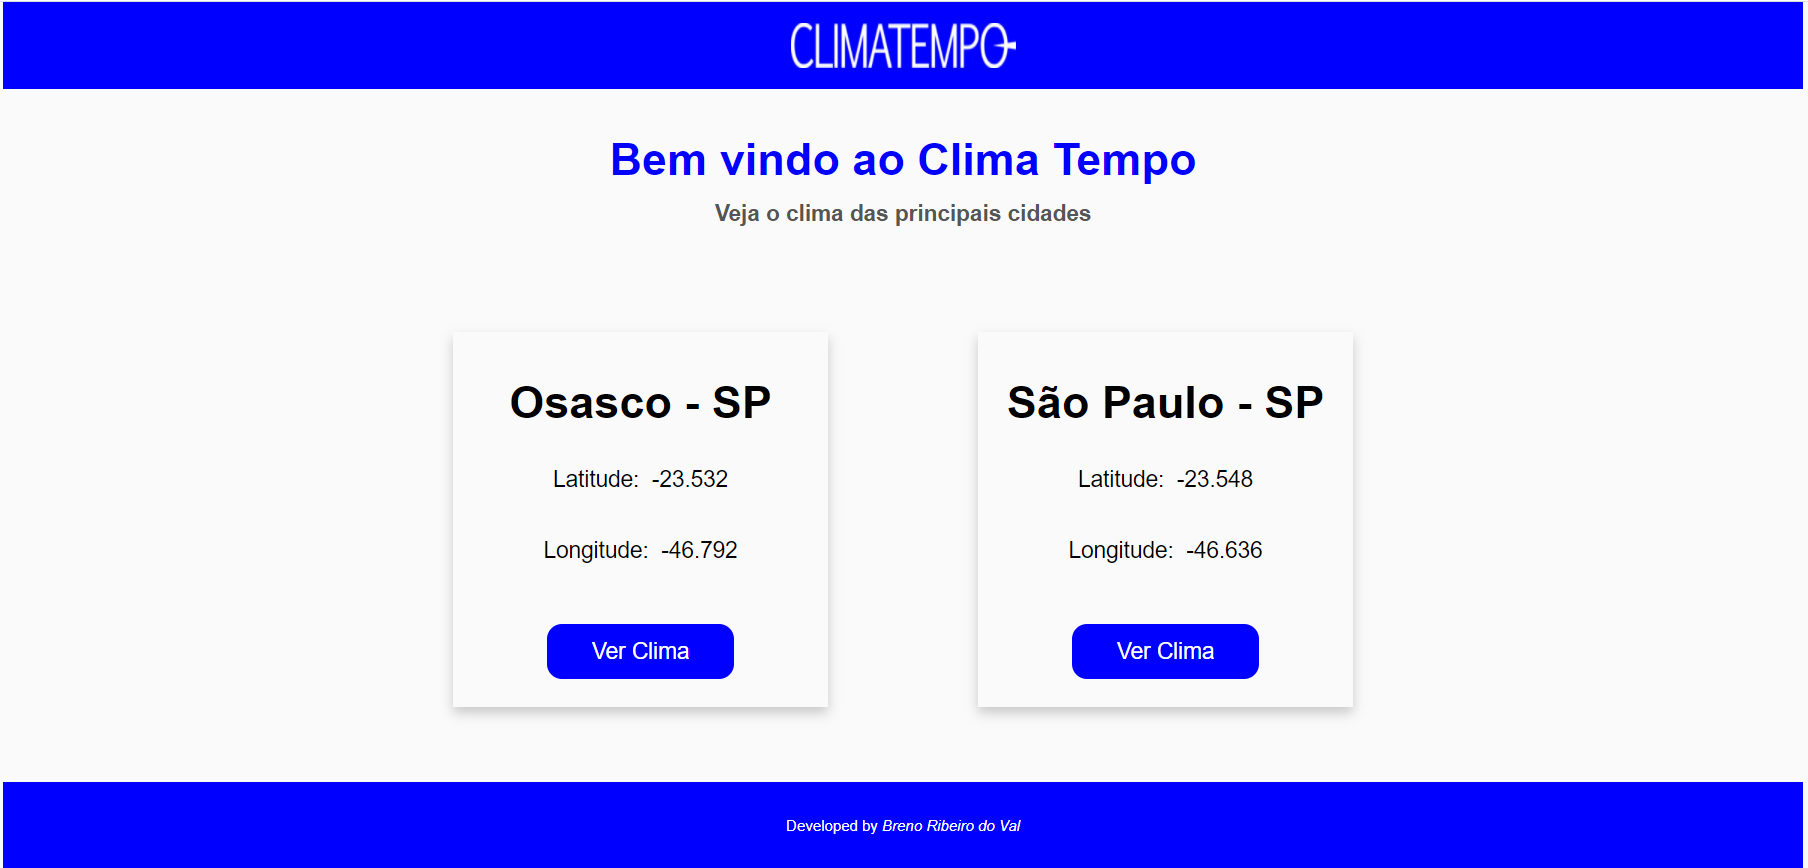 CLIMATEMPO
Bem vindo ao Clima Tempo
Veja o clima das principais cidades
Osasco - SP
Latitude: -23.532
Longitude: -46.792
Ver Clima
São Paulo - SP
Latitude: -23.548
Longitude: -46.636
Ver Clima
Developed by Breno Ribeiro do Val